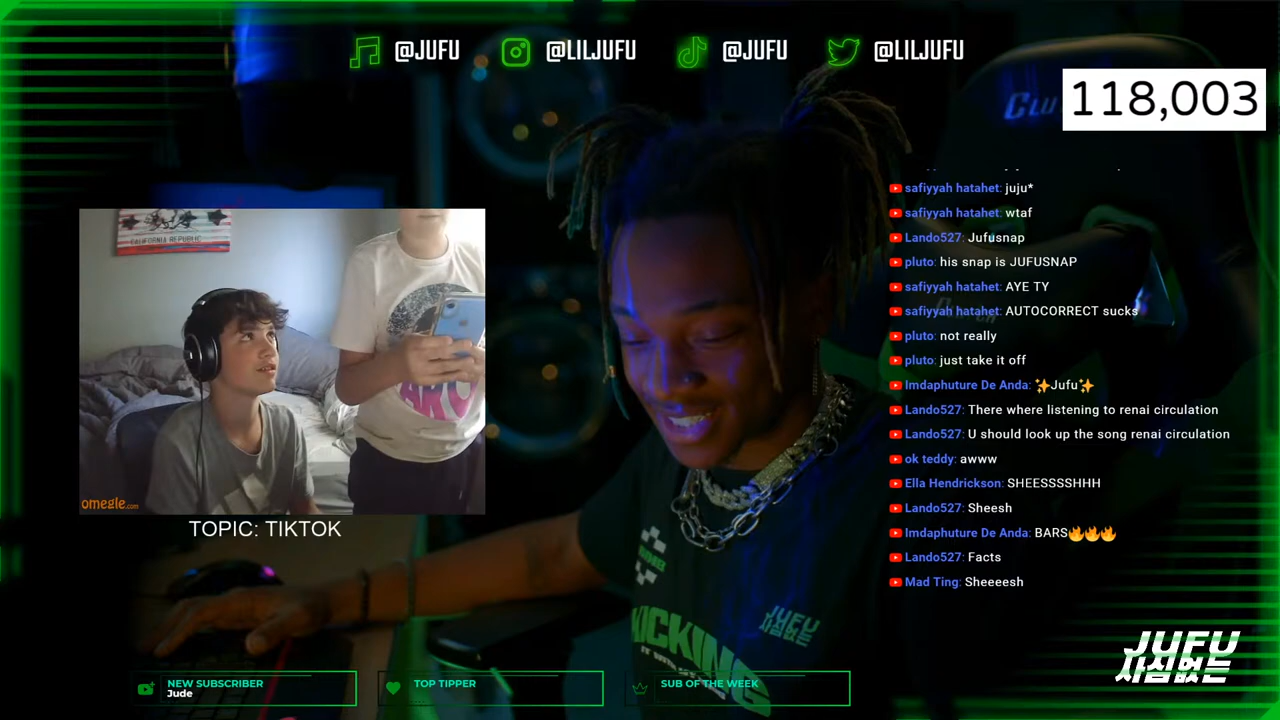 @JUFU
@LILJUFU
@JUFU
@LILJUFU
118,003
safiyyah hatahet: juju*
safiyyah hatahet: wtaf
Lando527: Jufusnap
pluto: his snap is JUFUSNAP
safiyyah hatahet: AYE TY
safiyyah hatahet: AUTOCORRECT sucks
pluto: not really
pluto: just take it off
Imdaphuture De Anda: ✨Jufu✨
Lando527: There where listening to renai circulation
Lando527: U should look up the song renai circulation
ok teddy: awww
Ella Hendrickson: SHEESSSSHHH
Lando527: Sheesh
Imdaphuture De Anda: BARS🔥🔥🔥
Lando527: Facts
Mad Ting: Sheeeesh
CALIFORNIA REPUBLIC
omegle.com
TOPIC: TIKTOK
KICKING
JUFU
NEW SUBSCRIBER
Jude
TOP TIPPER
SUB OF THE WEEK
JUFU
사심없는